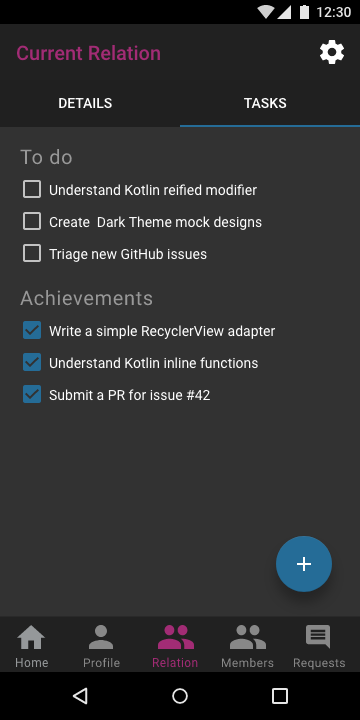 12:30
Current Relation
DETAILS TASKS
To do
Understand Kotlin reified modifier
Create  Dark Theme mock designs
Triage new GitHub issues
Achievements
Write a simple RecyclerView adapter
Understand Kotlin inline functions
Submit a PR for issue #42
Home Profile Relation Members Requests